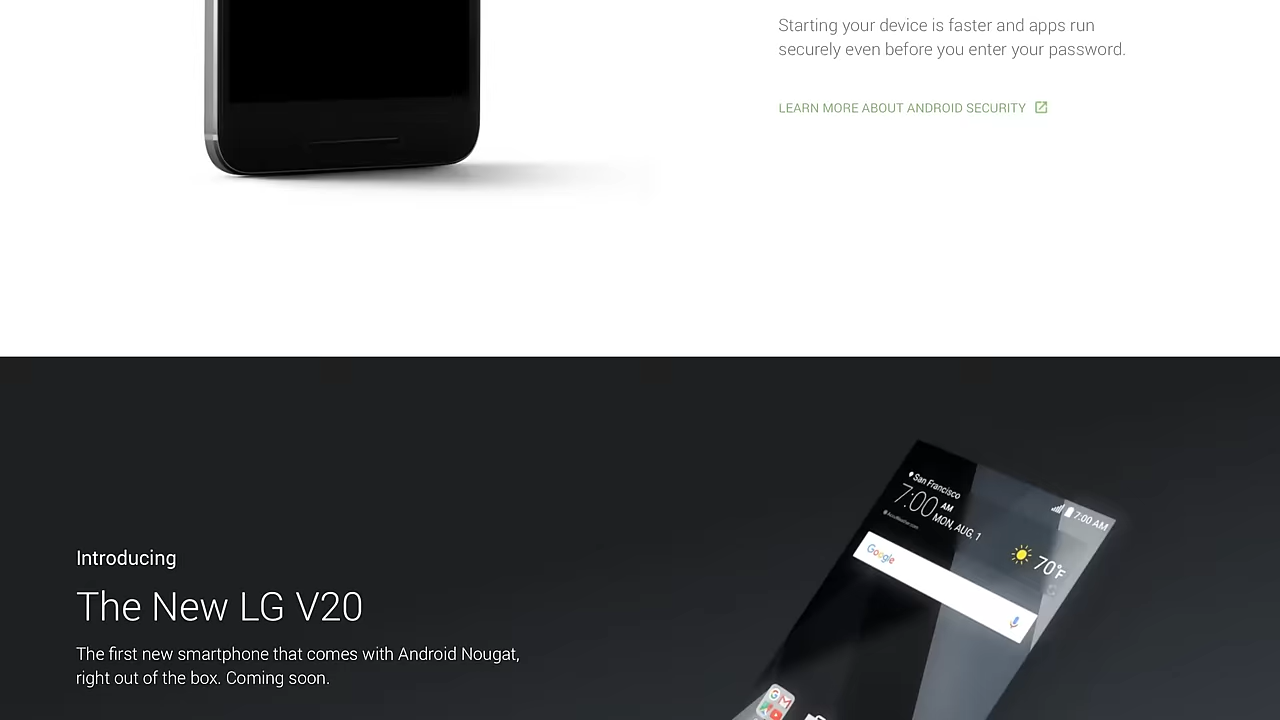 Starting your device is faster and apps run
securely even before you enter your password.
LEARN MORE ABOUT ANDROID SECURITY
San Francisco
7:00 AM
MON, AUG, 1
AccuWeather.com
7:00 AM
70°F
Google
Introducing
The New LG V20
The first new smartphone that comes with Android Nougat,
right out of the box. Coming soon.